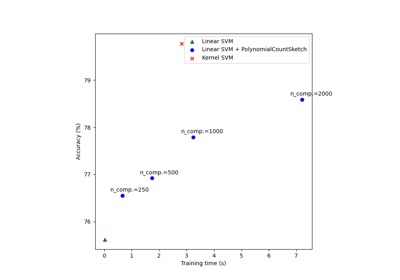 Linear SVM
Linear SVM + PolynomialCountSketch
Kernel SVM
n_comp.=2000
n_comp.=1000
n_comp.=500
n_comp.=250
79
78
77
76
Accuracy (%)
0 1 2 3 4 5 6 7
Training time (s)